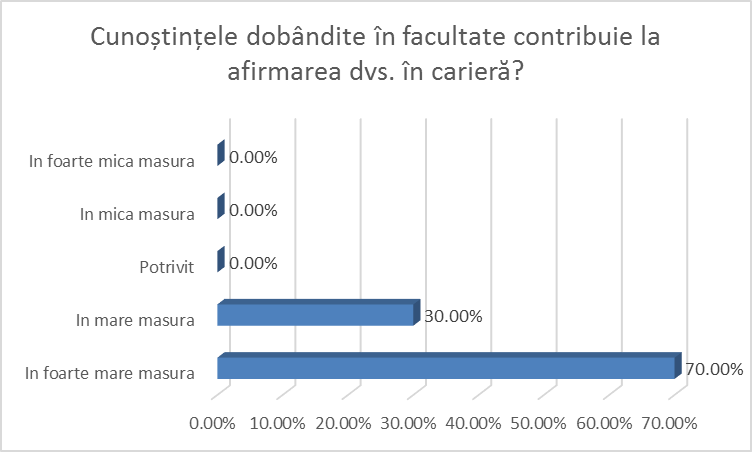 Cunoștințele dobândite în facultate contribuie la
afirmarea dvs. în carieră?
In foarte mica masura 0.00%
In mica masura 0.00%
Potrivit 0.00%
In mare masura 30.00%
In foarte mare masura 70.00%
0.00% 10.00% 20.00% 30.00% 40.00% 50.00% 60.00% 70.00%